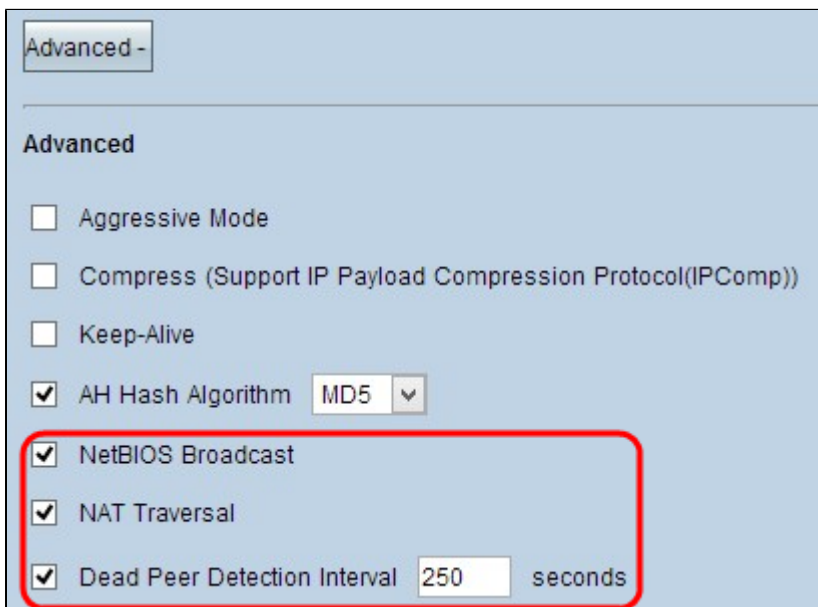 Advanced -
Advanced
Aggressive Mode
Compress (Support IP Payload Compression Protocol(IPComp))
Keep-Alive
AH Hash Algorithm MD5
NetBIOS Broadcast
NAT Traversal
Dead Peer Detection Interval 250 seconds